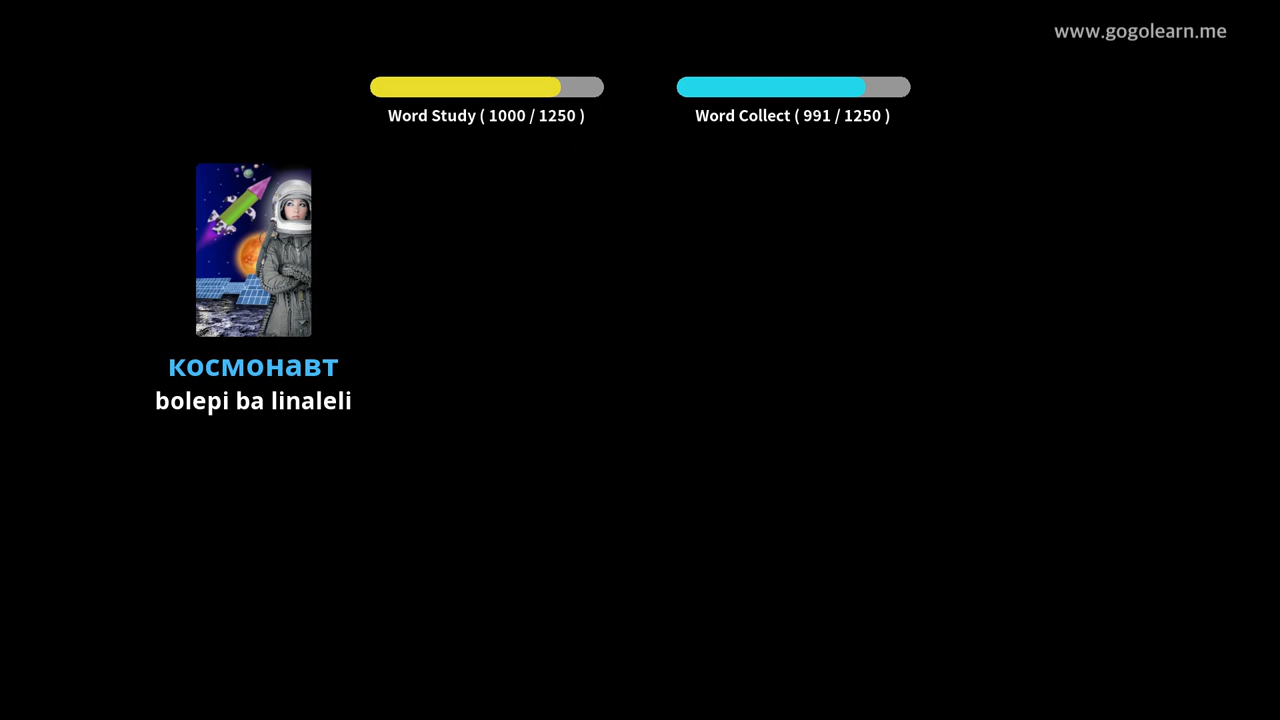 www.gogolearn.me
Word Study ( 1000 / 1250 )
Word Collect ( 991 / 1250 )
космонавт
bolepi ba linaleli